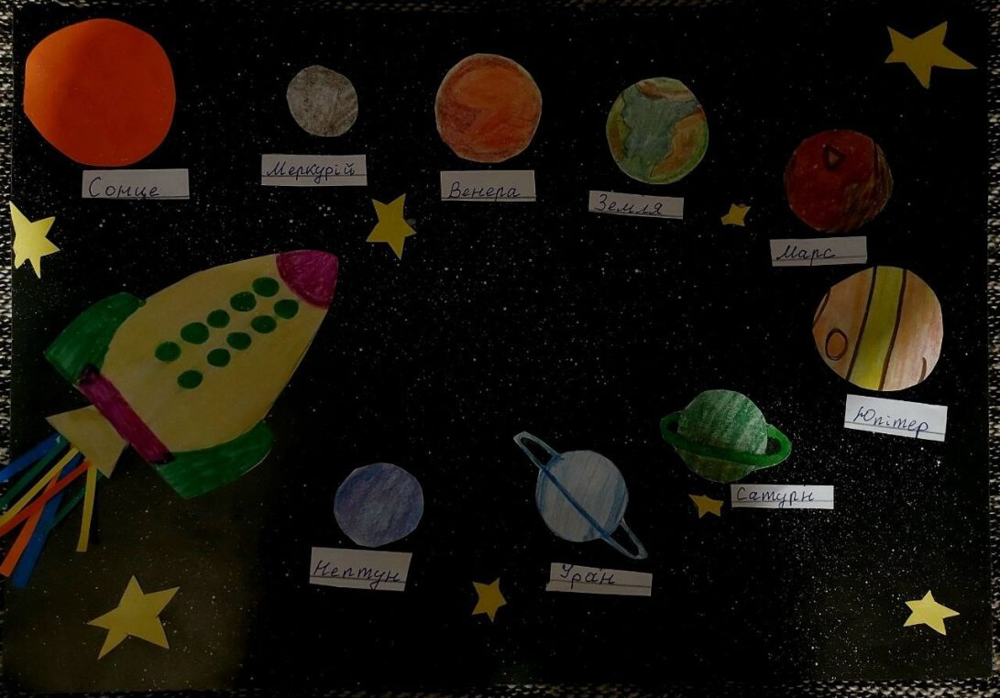 Сонце
Меркурій
Венера
Земля
Марс
Юпітер
Сатурн
Уран
Нептун